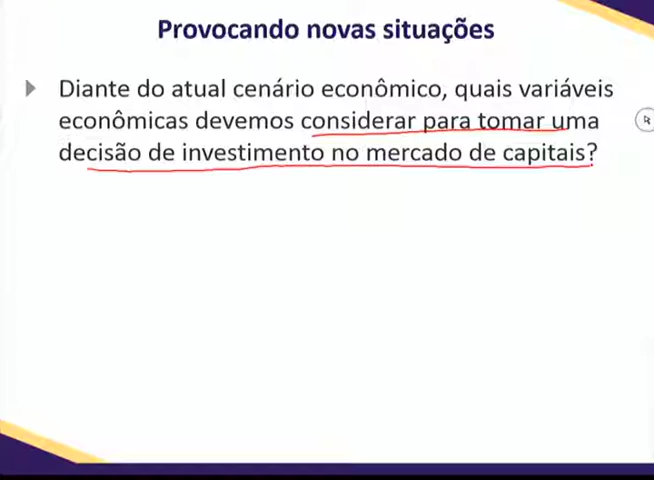 Provocando novas situações
Diante do atual cenário econômico, quais variáveis
econômicas devemos considerar para tomar uma
decisão de investimento no mercado de capitais?